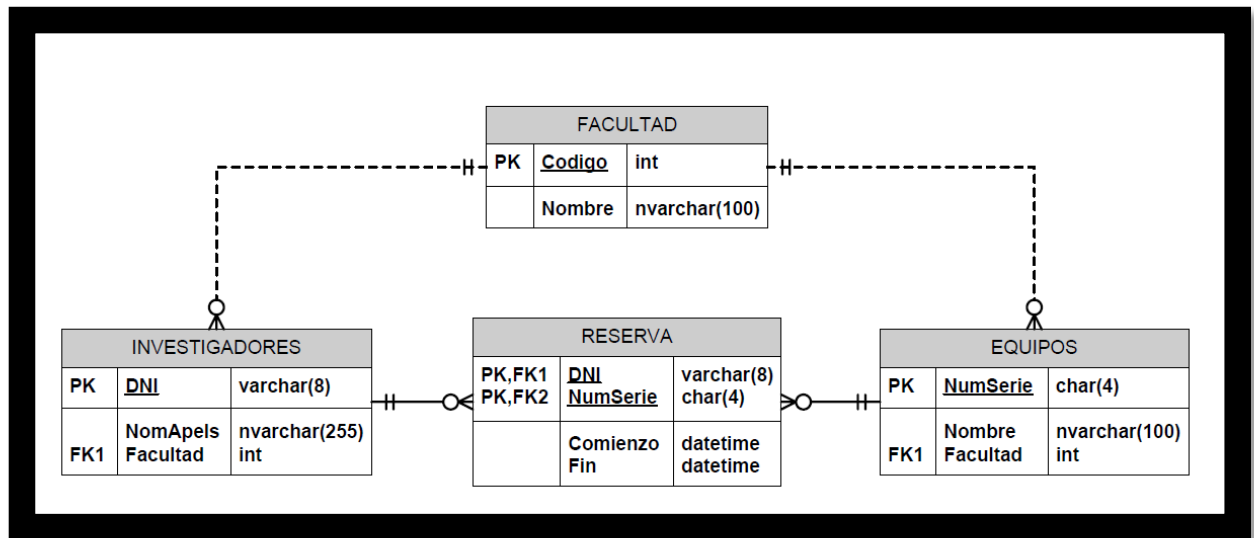 FACULTAD
PK Codigo int
Nombre nvarchar(100)
INVESTIGADORES
PK DNI varchar(8)
NomApels nvarchar(255)
FK1 Facultad int
RESERVA
PK,FK1 DNI varchar(8)
PK,FK2 NumSerie char(4)
Comienzo datetime
Fin datetime
EQUIPOS
PK NumSerie char(4)
Nombre nvarchar(100)
FK1 Facultad int